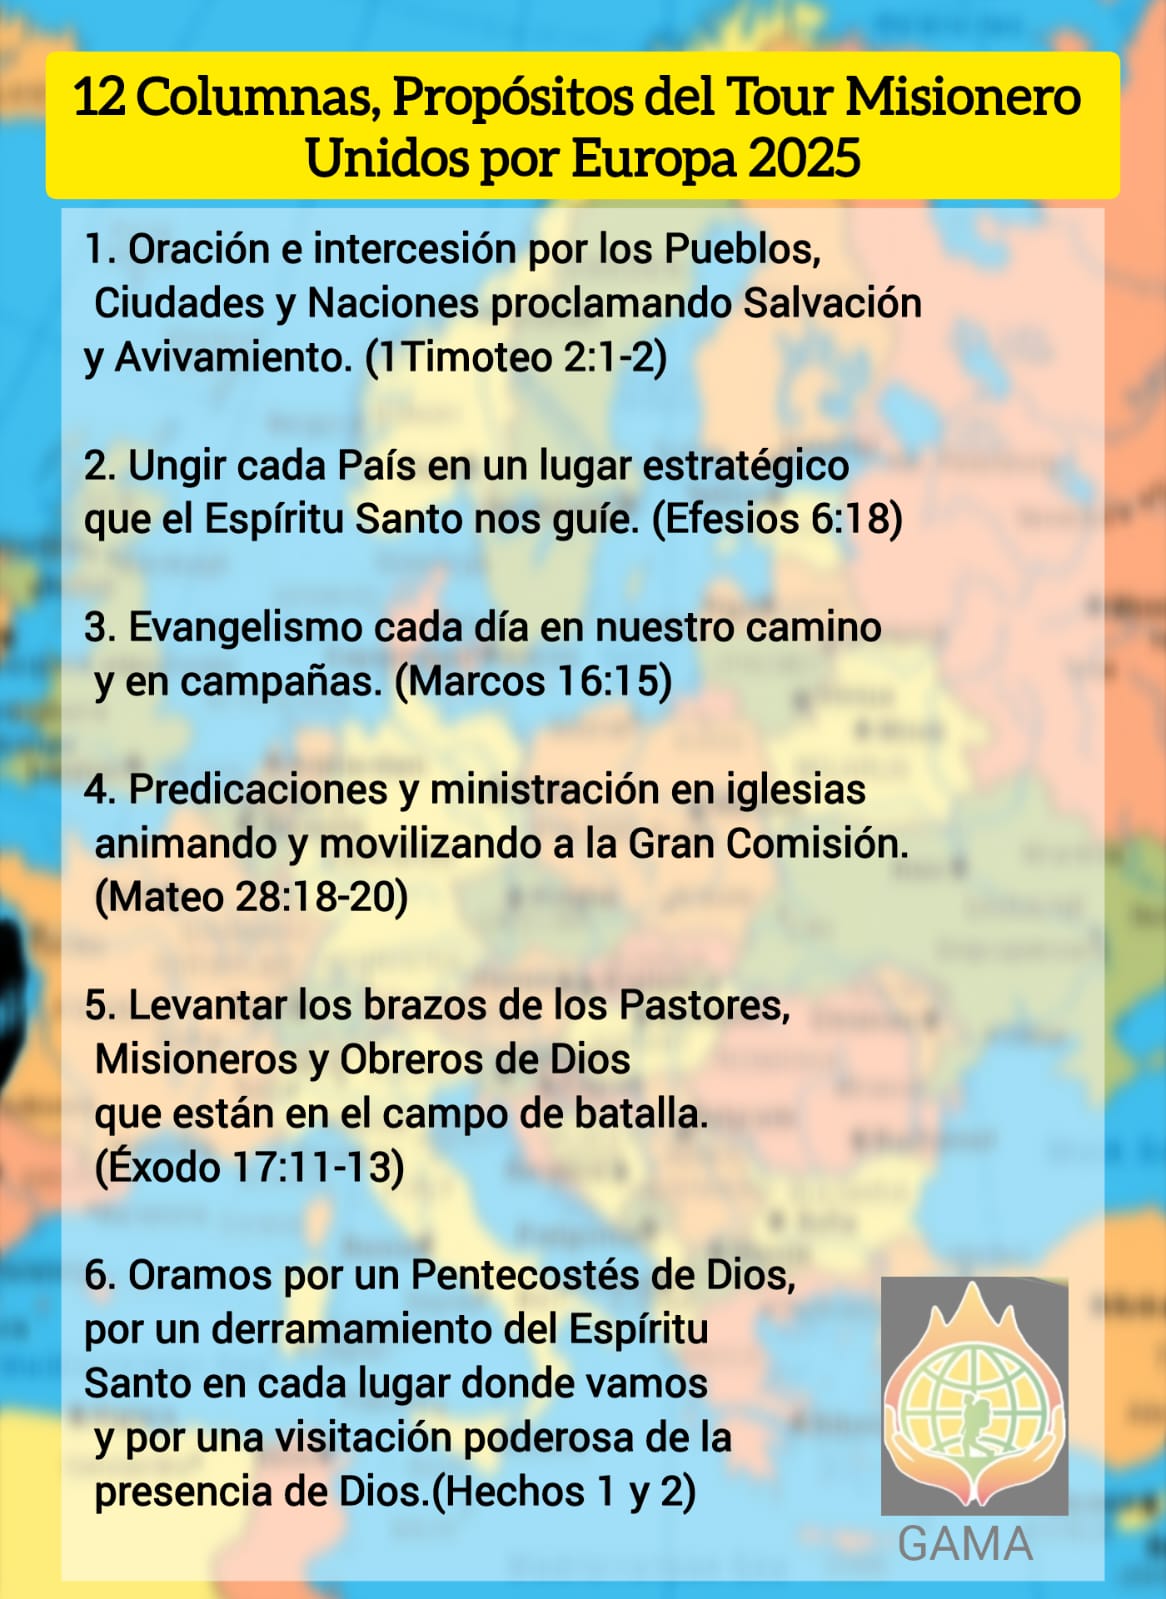 12 Columnas, Propósitos del Tour Misionero
Unidos por Europa 2025
1. Oración e intercesión por los Pueblos,
Ciudades y Naciones proclamando Salvación
y Avivamiento. (1Timoteo 2:1-2)
2. Ungir cada País en un lugar estratégico
que el Espíritu Santo nos guíe. (Efesios 6:18)
3. Evangelismo cada día en nuestro camino
y en campañas. (Marcos 16:15)
4. Predicaciones y ministración en iglesias
animando y movilizando a la Gran Comisión.
(Mateo 28:18-20)
5. Levantar los brazos de los Pastores,
Misioneros y Obreros de Dios
que están en el campo de batalla.
(Éxodo 17:11-13)
6. Oramos por un Pentecostés de Dios,
por un derramamiento del Espíritu
Santo en cada lugar donde vamos
y por una visitación poderosa de la
presencia de Dios.(Hechos 1 y 2)
GAMA